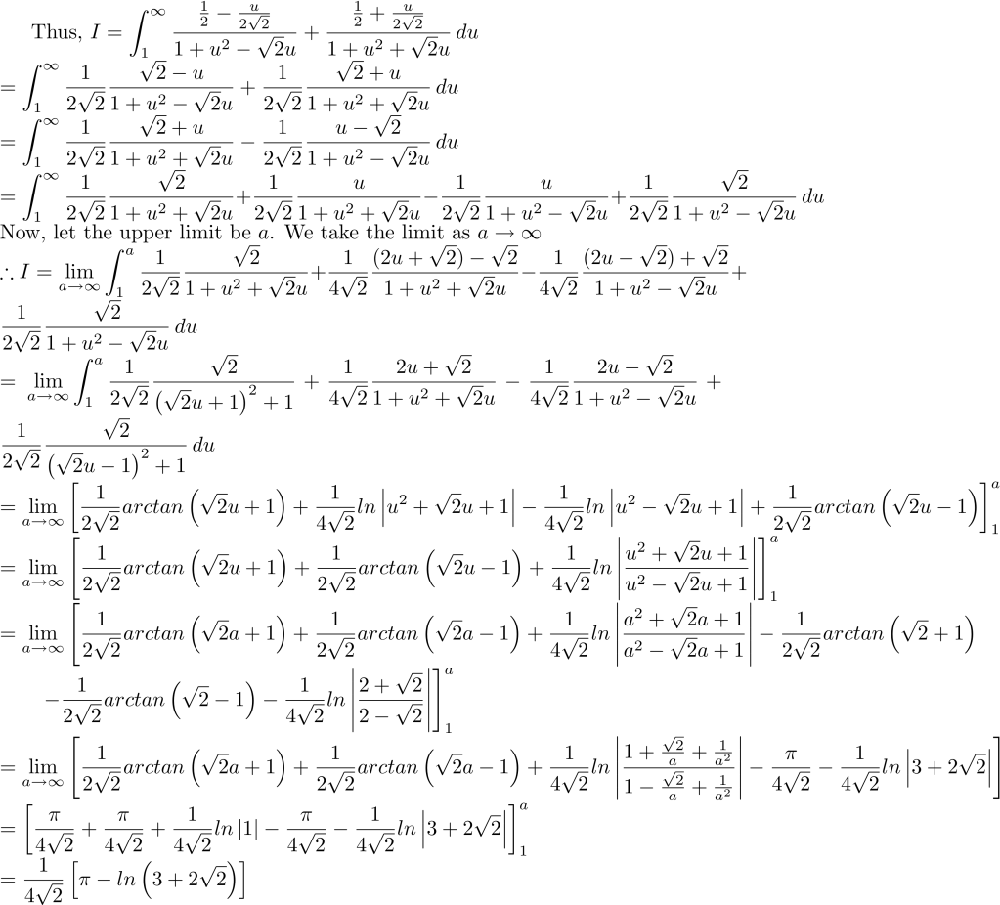 Thus, $I = \int_1^\infty \frac{\frac{1}{2} - \frac{u}{2\sqrt{2}}}{1+u^2-\sqrt{2}u} + \frac{\frac{1}{2} + \frac{u}{2\sqrt{2}}}{1+u^2+\sqrt{2}u}\,du$
$= \int_1^\infty \frac{1}{2\sqrt{2}} \frac{\sqrt{2}-u}{1+u^2-\sqrt{2}u} + \frac{1}{2\sqrt{2}} \frac{\sqrt{2}+u}{1+u^2+\sqrt{2}u}\,du$
$= \int_1^\infty \frac{1}{2\sqrt{2}} \frac{\sqrt{2}+u}{1+u^2+\sqrt{2}u} - \frac{1}{2\sqrt{2}} \frac{u-\sqrt{2}}{1+u^2-\sqrt{2}u}\,du$
$= \int_1^\infty \frac{1}{2\sqrt{2}} \frac{\sqrt{2}}{1+u^2+\sqrt{2}u} + \frac{1}{2\sqrt{2}} \frac{u}{1+u^2+\sqrt{2}u} - \frac{1}{2\sqrt{2}} \frac{u}{1+u^2-\sqrt{2}u} + \frac{1}{2\sqrt{2}} \frac{\sqrt{2}}{1+u^2-\sqrt{2}u}\,du$
Now, let the upper limit be $a$. We take the limit as $a \to \infty$
$\therefore I = \lim_{a\to\infty} \int_1^a \frac{1}{2\sqrt{2}} \frac{\sqrt{2}}{1+u^2+\sqrt{2}u} + \frac{1}{4\sqrt{2}} \frac{(2u+\sqrt{2})-\sqrt{2}}{1+u^2+\sqrt{2}u} - \frac{1}{4\sqrt{2}} \frac{(2u-\sqrt{2})+\sqrt{2}}{1+u^2-\sqrt{2}u} +$
$\frac{1}{2\sqrt{2}} \frac{\sqrt{2}}{1+u^2-\sqrt{2}u}\,du$
$= \lim_{a\to\infty} \int_1^a \frac{1}{2\sqrt{2}} \frac{\sqrt{2}}{(\sqrt{2}u+1)^2+1} + \frac{1}{4\sqrt{2}} \frac{2u+\sqrt{2}}{1+u^2+\sqrt{2}u} - \frac{1}{4\sqrt{2}} \frac{2u-\sqrt{2}}{1+u^2-\sqrt{2}u} +$
$\frac{1}{2\sqrt{2}} \frac{\sqrt{2}}{(\sqrt{2}u-1)^2+1}\,du$
$= \lim_{a\to\infty} \left[ \frac{1}{2\sqrt{2}} arctan\left(\sqrt{2}u+1\right) + \frac{1}{4\sqrt{2}} ln\left|u^2+\sqrt{2}u+1\right| - \frac{1}{4\sqrt{2}} ln\left|u^2-\sqrt{2}u+1\right| + \frac{1}{2\sqrt{2}} arctan\left(\sqrt{2}u-1\right) \right]_1^a$
$= \lim_{a\to\infty} \left[ \frac{1}{2\sqrt{2}} arctan\left(\sqrt{2}u+1\right) + \frac{1}{2\sqrt{2}} arctan\left(\sqrt{2}u-1\right) + \frac{1}{4\sqrt{2}} ln\left|\frac{u^2+\sqrt{2}u+1}{u^2-\sqrt{2}u+1}\right| \right]_1^a$
$= \lim_{a\to\infty} \left[ \frac{1}{2\sqrt{2}} arctan\left(\sqrt{2}a+1\right) + \frac{1}{2\sqrt{2}} arctan\left(\sqrt{2}a-1\right) + \frac{1}{4\sqrt{2}} ln\left|\frac{a^2+\sqrt{2}a+1}{a^2-\sqrt{2}a+1}\right| - \frac{1}{2\sqrt{2}} arctan\left(\sqrt{2}+1\right) \right.$
$\left. - \frac{1}{2\sqrt{2}} arctan\left(\sqrt{2}-1\right) - \frac{1}{4\sqrt{2}} ln\left|\frac{2+\sqrt{2}}{2-\sqrt{2}}\right| \right]_1^a$
$= \lim_{a\to\infty} \left[ \frac{1}{2\sqrt{2}} arctan\left(\sqrt{2}a+1\right) + \frac{1}{2\sqrt{2}} arctan\left(\sqrt{2}a-1\right) + \frac{1}{4\sqrt{2}} ln\left|\frac{1+\frac{\sqrt{2}}{a}+\frac{1}{a^2}}{1-\frac{\sqrt{2}}{a}+\frac{1}{a^2}}\right| - \frac{\pi}{4\sqrt{2}} - \frac{1}{4\sqrt{2}} ln\left|3+2\sqrt{2}\right| \right]$
$= \left[ \frac{\pi}{4\sqrt{2}} + \frac{\pi}{4\sqrt{2}} + \frac{1}{4\sqrt{2}} ln\left|1\right| - \frac{\pi}{4\sqrt{2}} - \frac{1}{4\sqrt{2}} ln\left|3+2\sqrt{2}\right| \right]_1^a$
$= \frac{1}{4\sqrt{2}} \left[ \pi - ln\left(3+2\sqrt{2}\right) \right]$